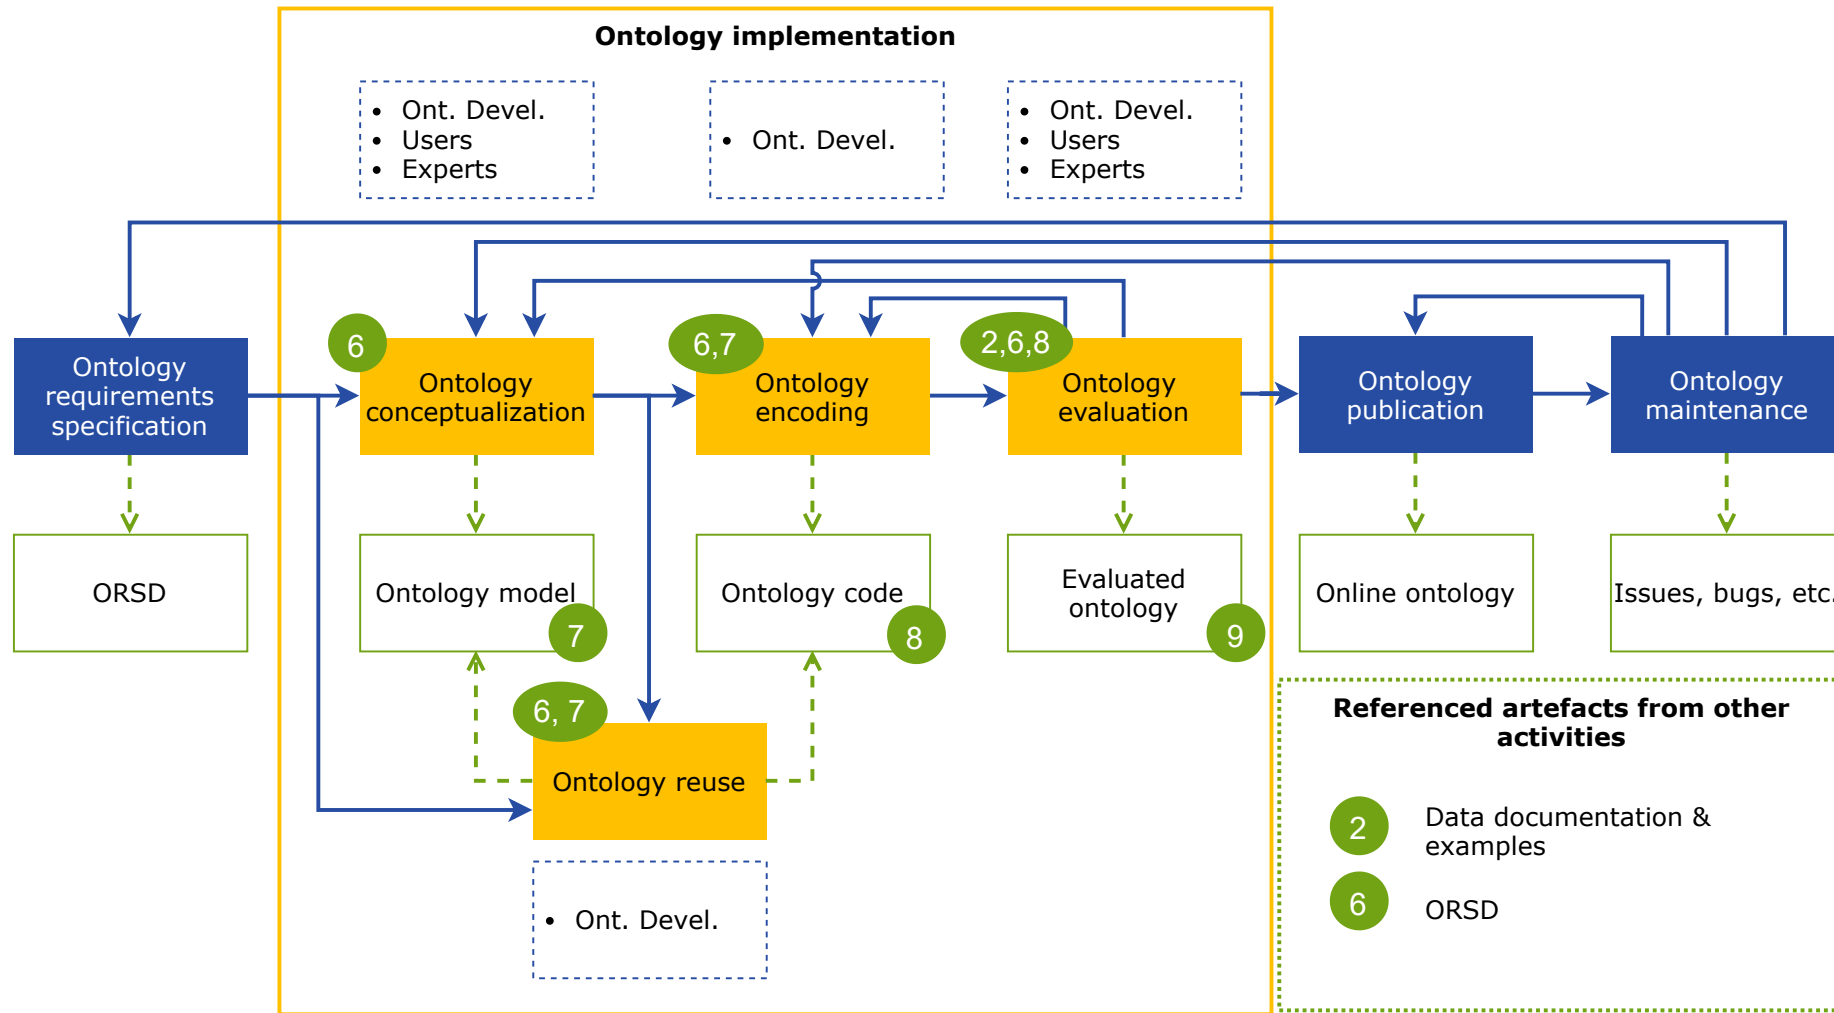 Ontology implementation
• Ont. Devel.
• Users
• Experts
• Ont. Devel.
• Ont. Devel.
• Users
• Experts
6
6,7
2,6,8
Ontology
requirements
specification
Ontology
conceptualization
Ontology
encoding
Ontology
evaluation
Ontology
publication
Ontology
maintenance
ORSD
Ontology model
7
Ontology code
8
Evaluated
ontology
9
Online ontology
Issues, bugs, etc.
6, 7
Ontology reuse
• Ont. Devel.
Referenced artefacts from other
activities
2
Data documentation &
examples
6
ORSD